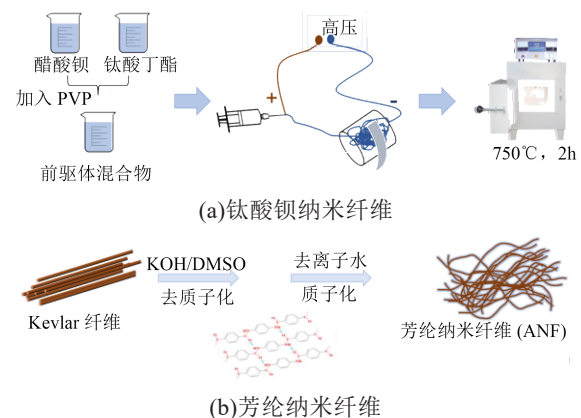 高压
醋酸钡
钛酸丁酯
加入 PVP
+
-
前驱体混合物
750℃，2h
(a)钛酸钡纳米纤维
KOH/DMSO
去离子水
去质子化
质子化
Kevlar 纤维
芳纶纳米纤维 (ANF)
(b)芳纶纳米纤维